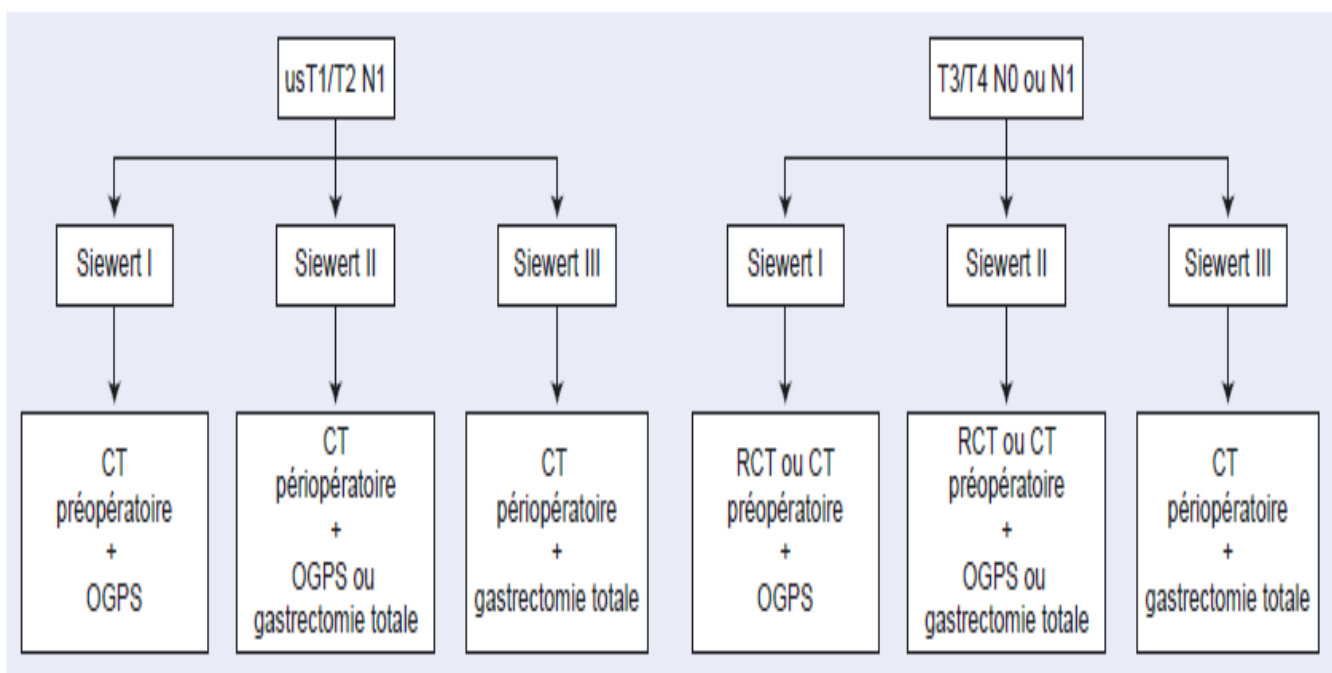 usT1/T2 N1
T3/T4 N0 ou N1
Siewert I
Siewert II
Siewert III
Siewert I
Siewert II
Siewert III
CT
préopératoire
+
OGPS
CT
périopératoire
+
OGPS ou
gastrectomie totale
CT
périopératoire
+
gastrectomie totale
RCT ou CT
préopératoire
+
OGPS
RCT ou CT
préopératoire
+
OGPS ou
gastrectomie totale
CT
périopératoire
+
gastrectomie totale